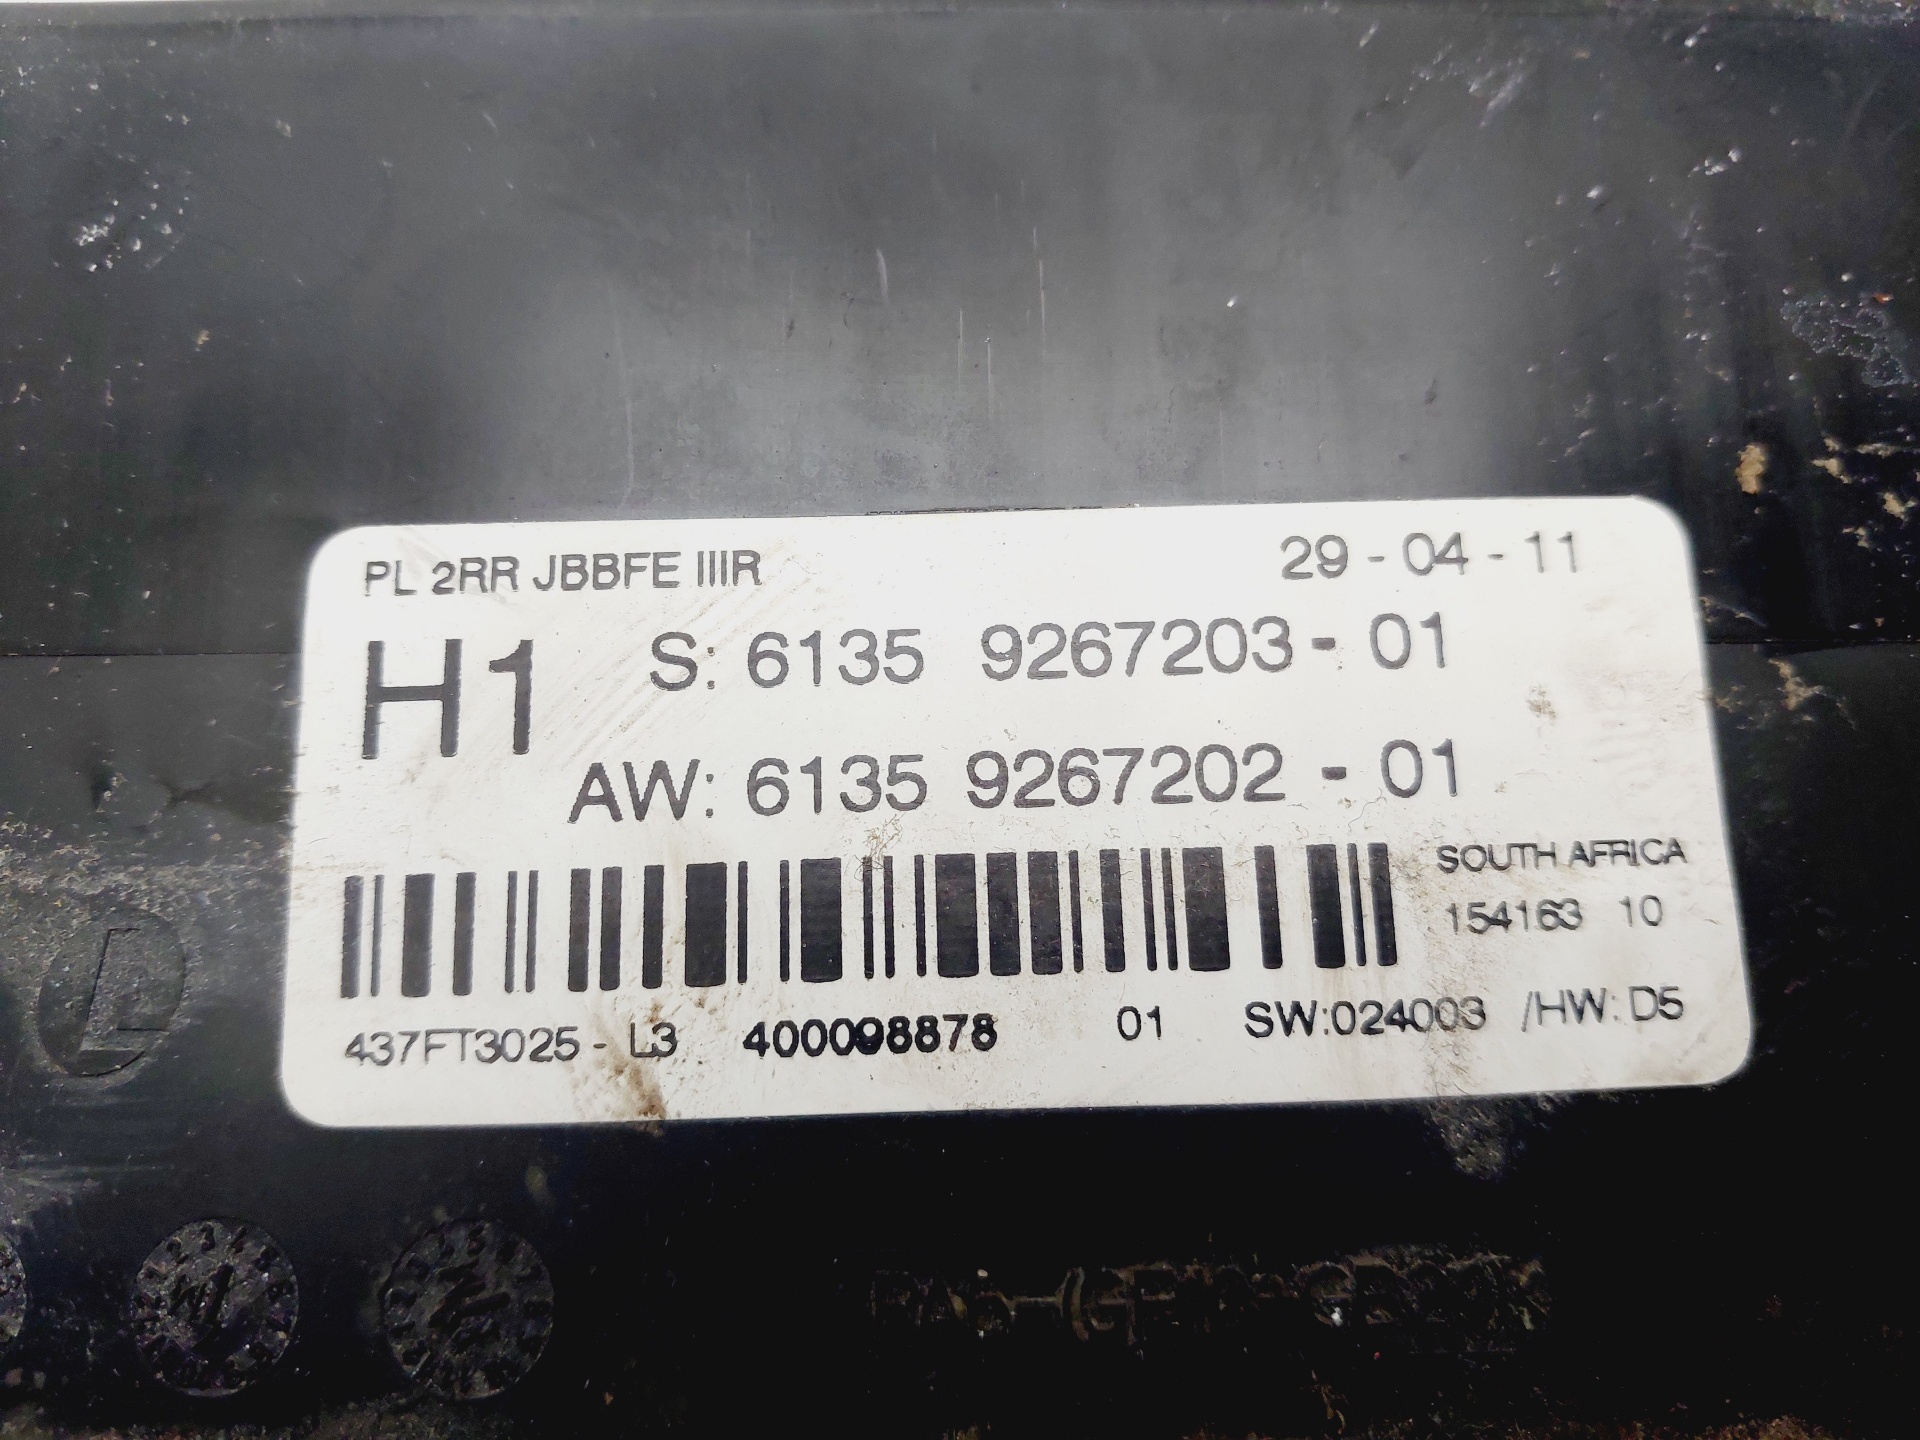 PL 2RR JBBFE IIIR 29 - 04 - 11
H1 S: 6135 9267203 - 01
AW: 6135 9267202 - 01
SOUTH AFRICA
154163 10
437FT3025 - L3 400098878 01 SW:024003 /HW: D5